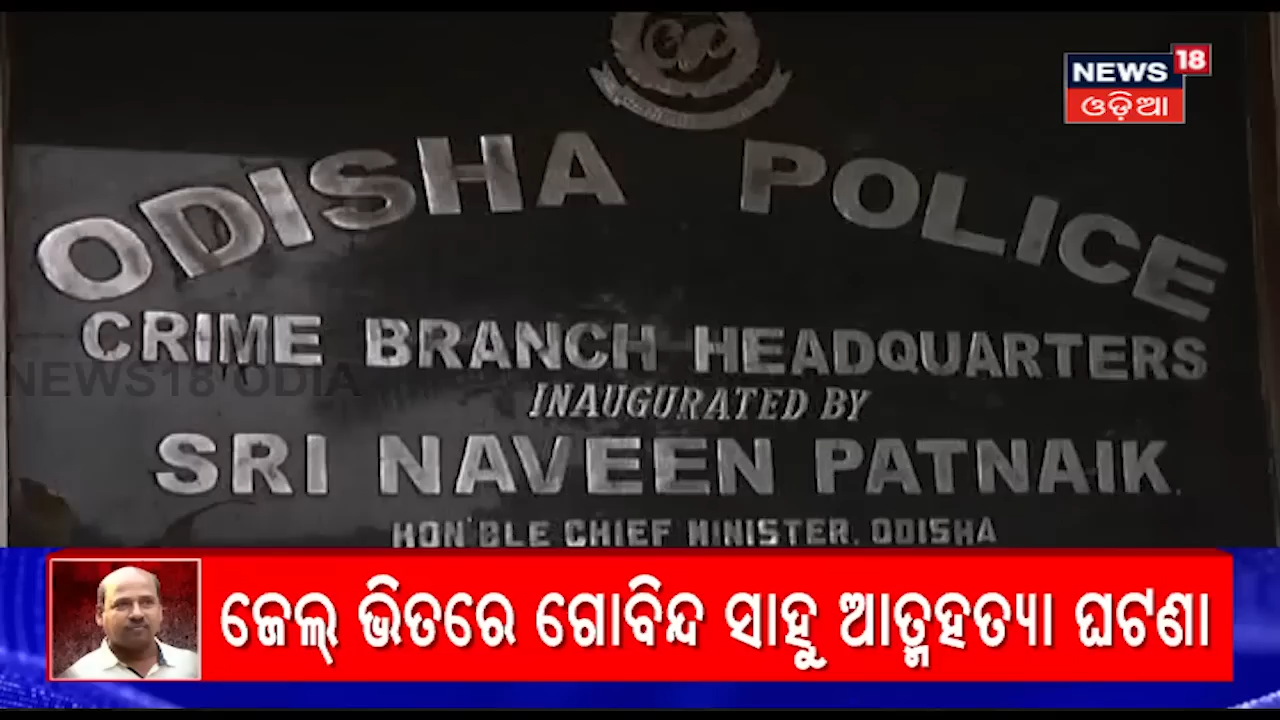 NEWS 18
ଓଡ଼ିଆ
ODISHA POLICE
CRIME BRANCH HEADQUARTERS
NEWS18 ODIA
INAUGURATED BY
SRI NAVEEN PATNAIK.
HON'BLE CHIEF MINISTER, ODISHA
ଜେଲ୍ ଭିତରେ ଗୋବିନ୍ଦ ସାହୁ ଆତ୍ମହତ୍ୟା ଘଟଣା